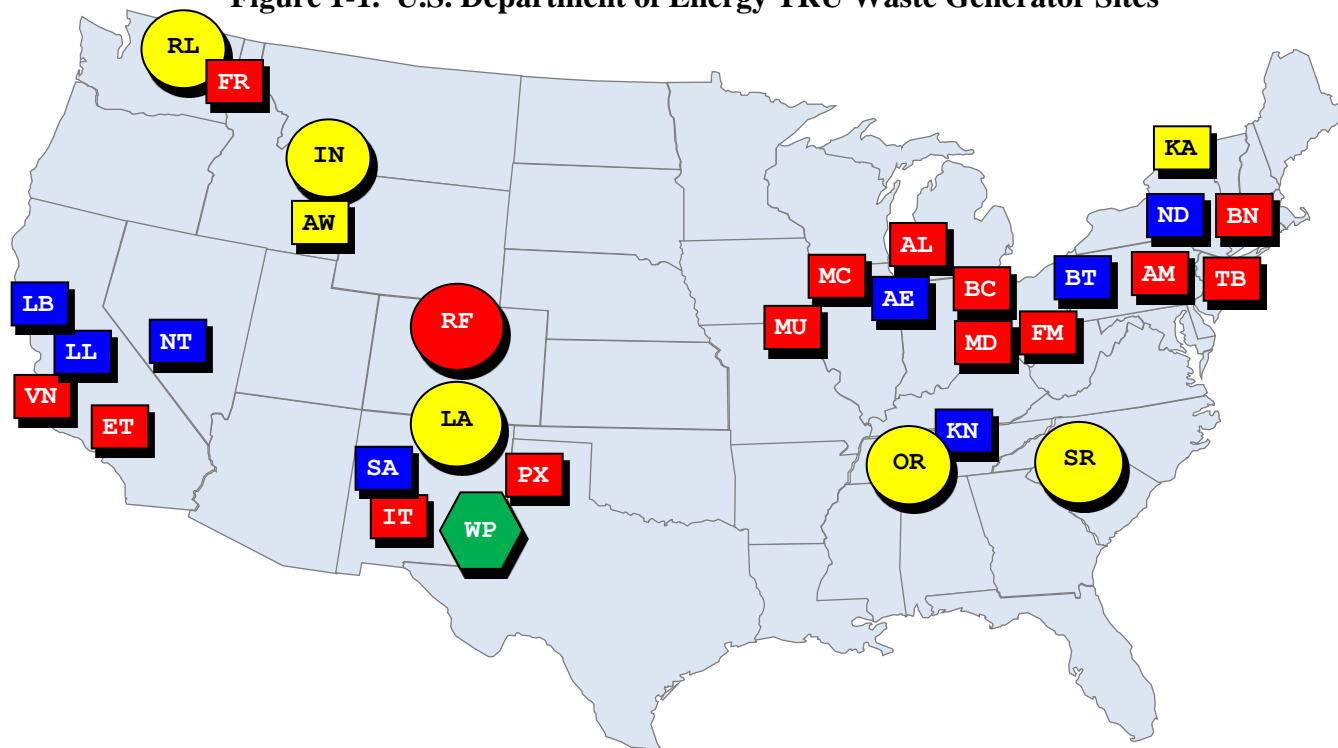 Figure 1-1. U.S. Department of Energy TRU Waste Generator Sites
RL
FR
IN
KA
AW
ND
BN
AL
MC
BC
BT
AM
TB
LB
AE
RF
MU
FM
NT
LL
MD
VN
LA
ET
KN
SA
OR
SR
PX
IT
WP